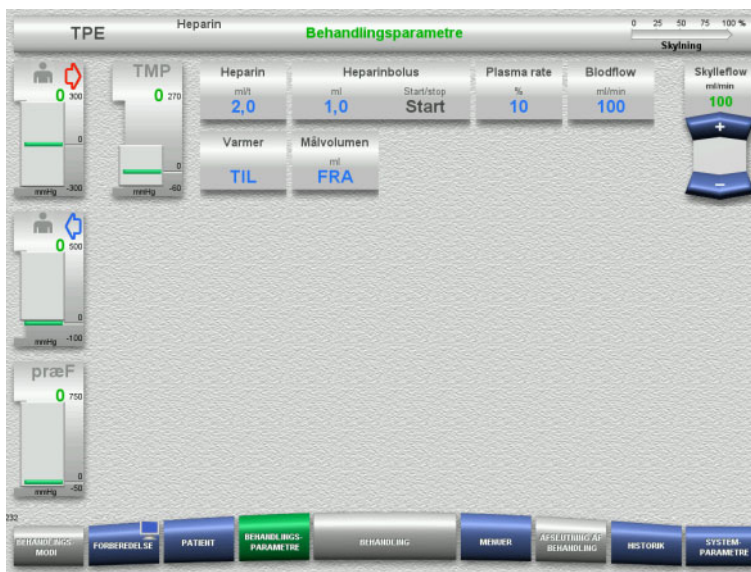 TPE
Heparin
Behandlingsparametre
0 25 50 75 100 %
Skylning
0 300
0
mmHg -300
TMP
0 270
0
mmHg -60
Heparin
ml/t
2,0
Heparinbolus
ml Start/stop
1,0 Start
Plasma rate
%
10
Blodflow
ml/min
100
Skylleflow
ml/min
100
+
−
Varmer
TIL
Målvolumen
ml
FRA
0 500
0
mmHg -100
præF
0 750
0
mmHg -50
232
BEHANDLINGS-
MODI
FORBEREDELSE
PATIENT
BEHANDLINGS-
PARAMETRE
BEHANDLING
MENUER
AFSLUTNING AF
BEHANDLING
HISTORIK
SYSTEM-
PARAMETRE